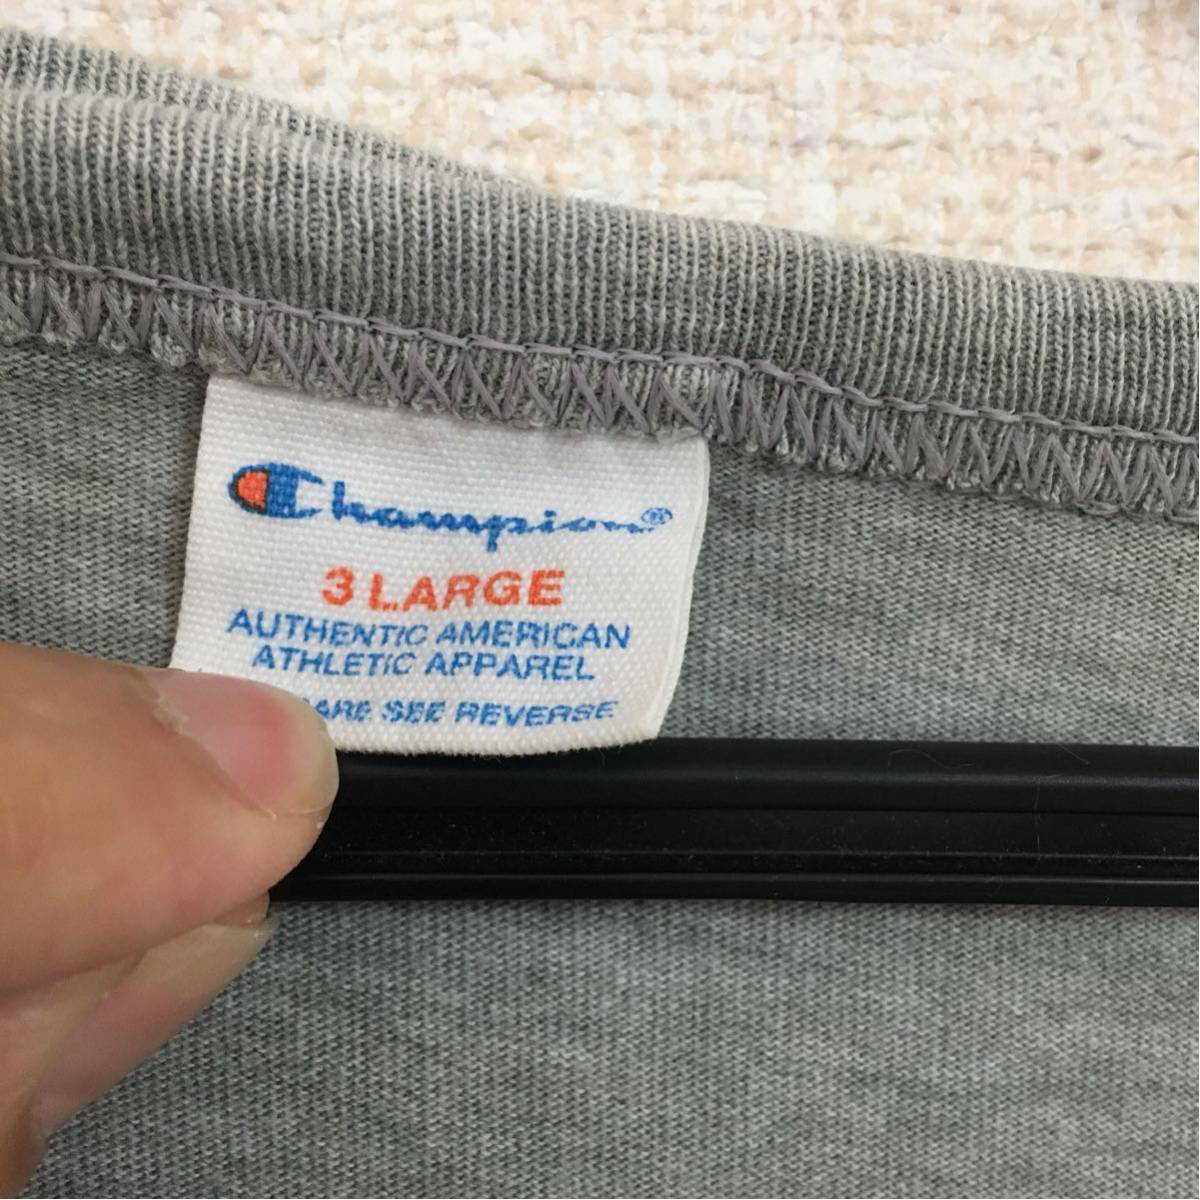 Champion®
3 LARGE
AUTHENTIC AMERICAN
ATHLETIC APPAREL
SEE REVERSE